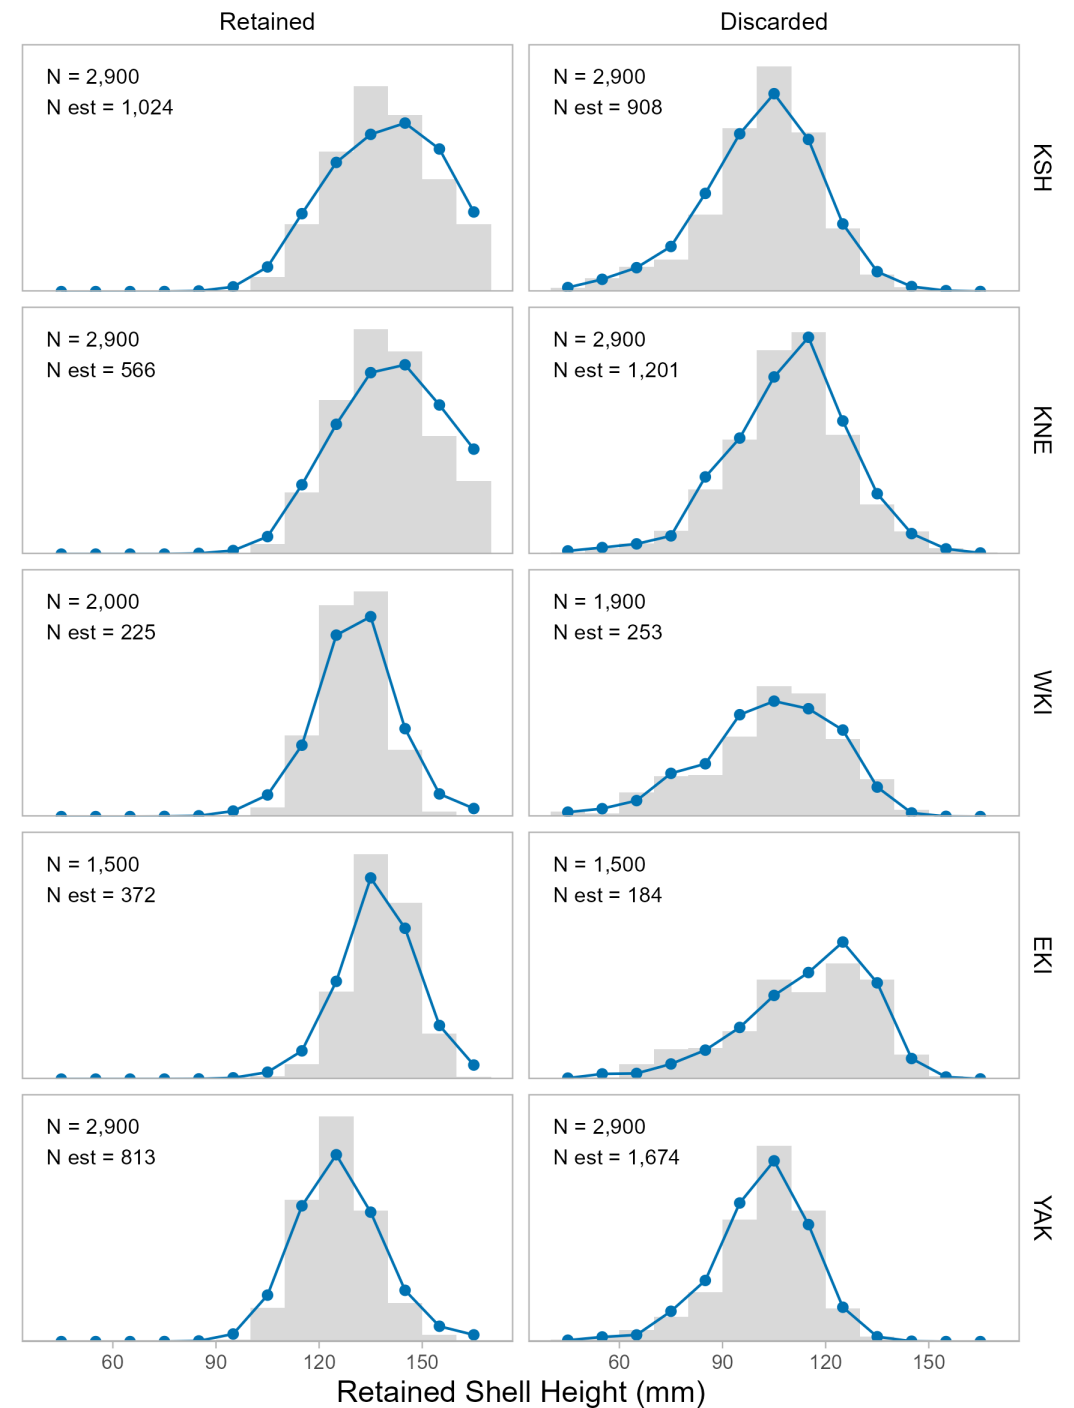 Retained
Discarded
N = 2,900
N est = 1,024
N = 2,900
N est = 908
KSH
N = 2,900
N est = 566
N = 2,900
N est = 1,201
KNE
N = 2,000
N est = 225
N = 1,900
N est = 253
WKI
N = 1,500
N est = 372
N = 1,500
N est = 184
EKI
N = 2,900
N est = 813
N = 2,900
N est = 1,674
YAK
60 90 120 150
60 90 120 150
Retained Shell Height (mm)